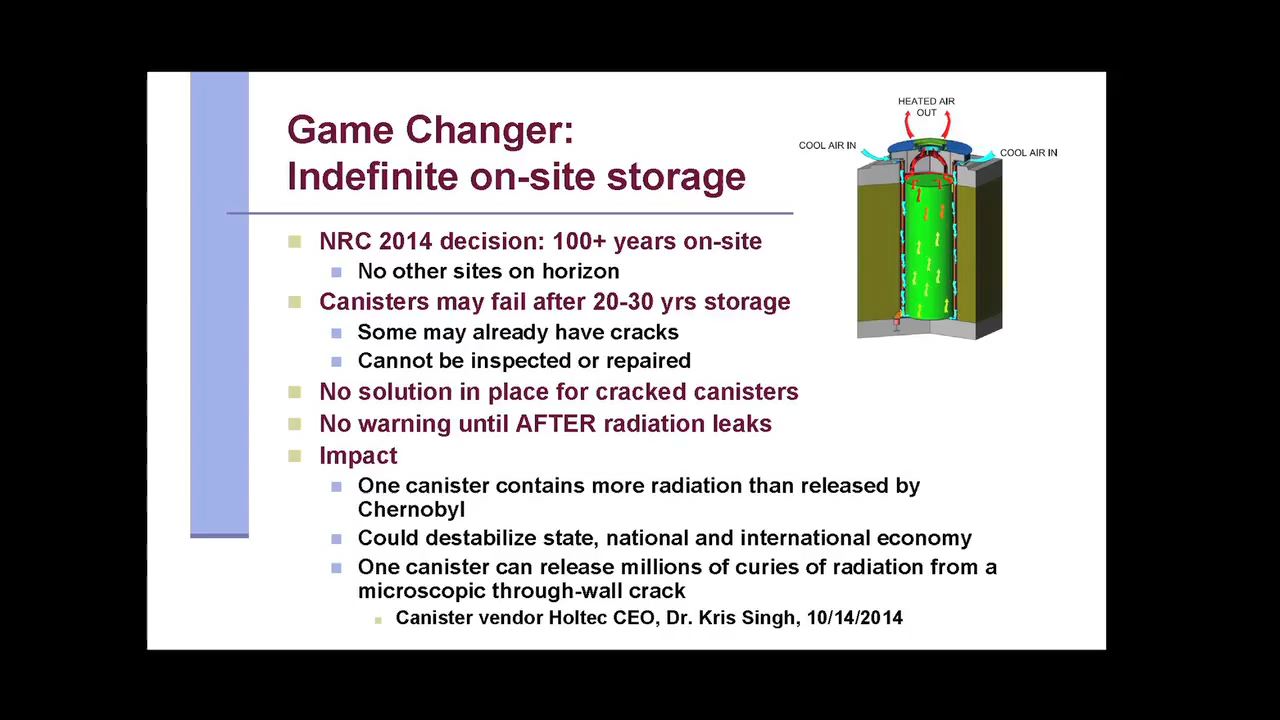 Game Changer:
Indefinite on-site storage
HEATED AIR
OUT
COOL AIR IN
COOL AIR IN
NRC 2014 decision: 100+ years on-site
No other sites on horizon
Canisters may fail after 20-30 yrs storage
Some may already have cracks
Cannot be inspected or repaired
No solution in place for cracked canisters
No warning until AFTER radiation leaks
Impact
One canister contains more radiation than released by
Chernobyl
Could destabilize state, national and international economy
One canister can release millions of curies of radiation from a
microscopic through-wall crack
Canister vendor Holtec CEO, Dr. Kris Singh, 10/14/2014